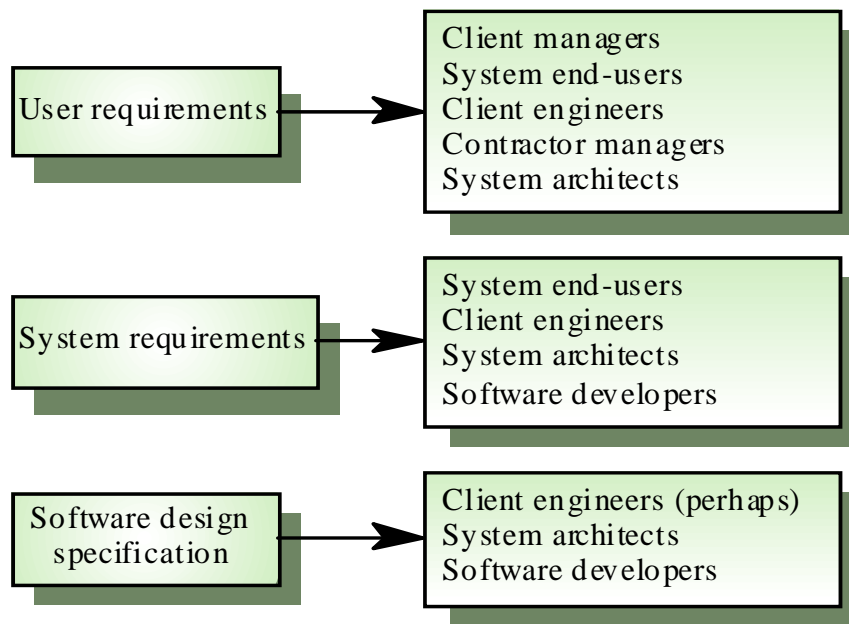 User requirements
Client managers
System end-users
Client engineers
Contractor managers
System architects
System requirements
System end-users
Client engineers
System architects
Software developers
Software design
specification
Client engineers (perhaps)
System architects
Software developers